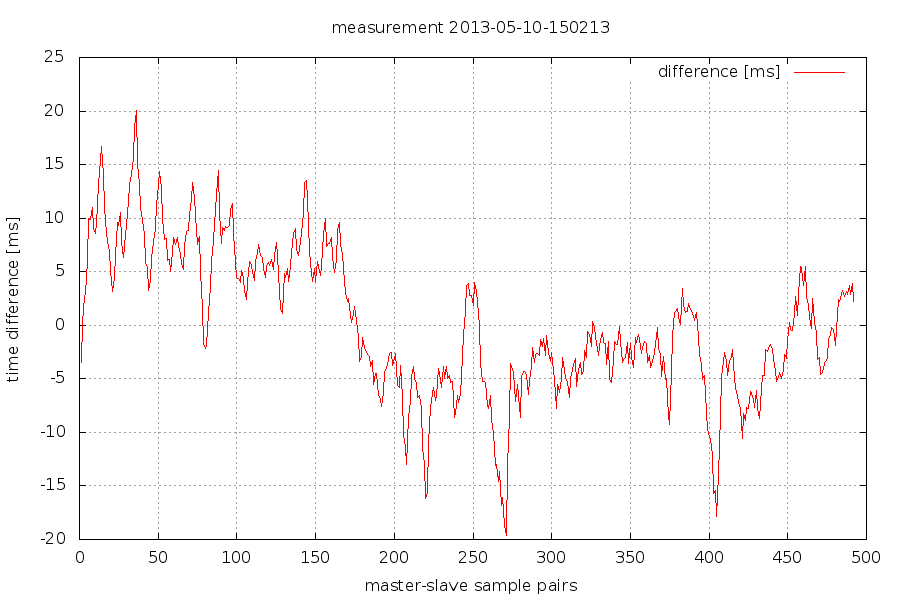 measurement 2013-05-10-150213
difference [ms]
time difference [ms]
25
20
15
10
5
0
-5
-10
-15
-20
0 50 100 150 200 250 300 350 400 450 500
master-slave sample pairs